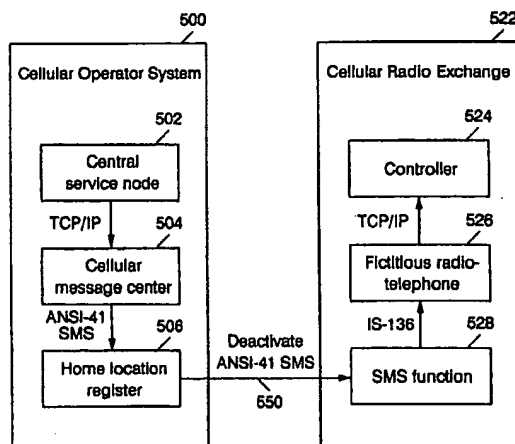 500
Cellular Operator System
502
Central
service node
TCP/IP
504
Cellular
message center
ANSI-41
SMS
506
Home location
register
Deactivate
ANSI-41 SMS
550
522
Cellular Radio Exchange
524
Controller
TCP/IP
526
Fictitious radio-
telephone
IS-136
528
SMS function